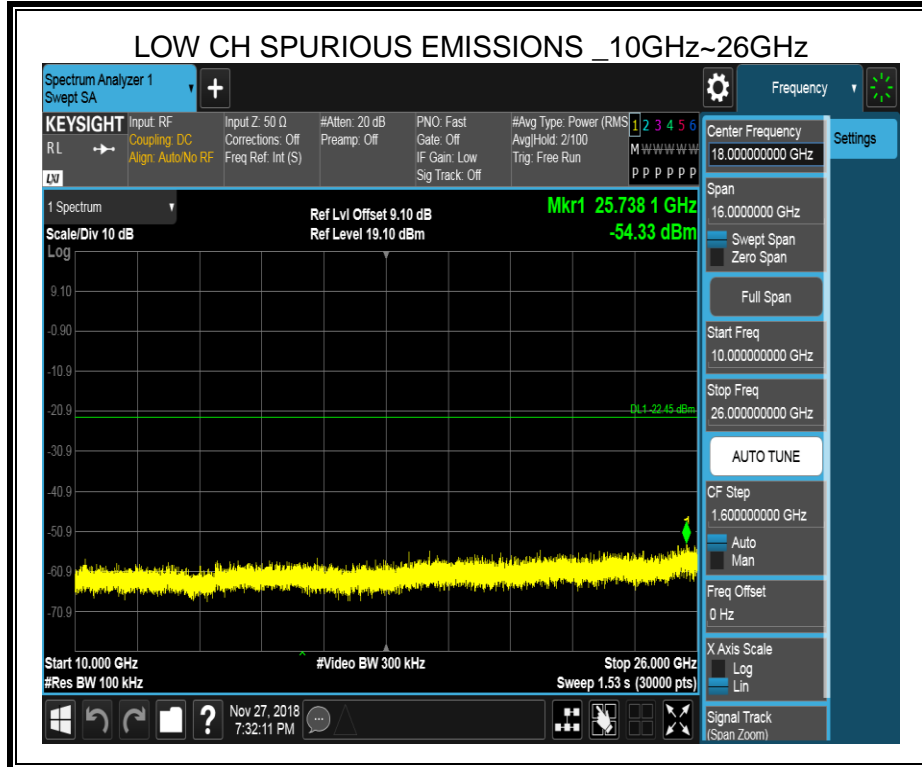 LOW CH SPURIOUS EMISSIONS _10GHz~26GHz
Spectrum Analyzer 1
Swept SA
+
Frequency
KEYSIGHT
RL
LXI
Input: RF
Coupling: DC
Align: Auto/No RF
Input Z: 50 Ω
Corrections: Off
Freq Ref: Int (S)
#Atten: 20 dB
Preamp: Off
PNO: Fast
Gate: Off
IF Gain: Low
Sig Track: Off
#Avg Type: Power (RMS
Avg|Hold: 2/100
Trig: Free Run
1 2 3 4 5 6
M W W W W W
P P P P P P
1 Spectrum
Scale/Div 10 dB
Ref Lvl Offset 9.10 dB
Ref Level 19.10 dBm
Mkr1 25.738 1 GHz
-54.33 dBm
Log
9.10
-0.90
-10.9
-20.9
DL1 -22.45 dBm
-30.9
-40.9
-50.9
1
-60.9
-70.9
Start 10.000 GHz
#Video BW 300 kHz
Stop 26.000 GHz
#Res BW 100 kHz
Sweep 1.53 s (30000 pts)
?
Nov 27, 2018
7:32:11 PM
Center Frequency
18.000000000 GHz
Settings
Span
16.0000000 GHz
Swept Span
Zero Span
Full Span
Start Freq
10.000000000 GHz
Stop Freq
26.000000000 GHz
AUTO TUNE
CF Step
1.600000000 GHz
Auto
Man
Freq Offset
0 Hz
X Axis Scale
Log
Lin
Signal Track
(Span Zoom)